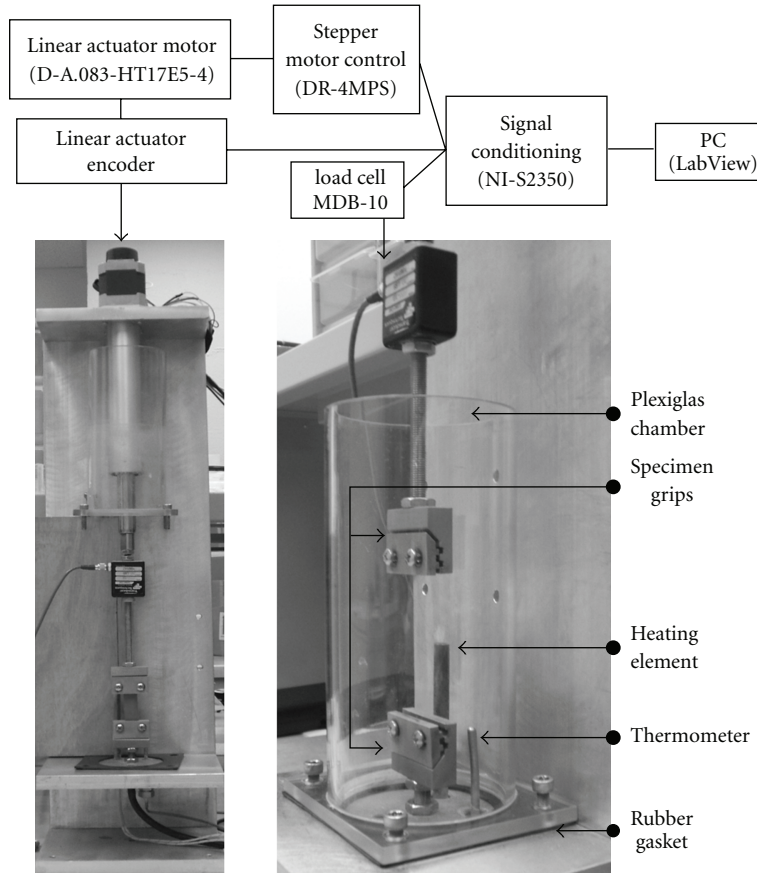 Linear actuator motor
(D-A.083-HT17E5-4)
Stepper
motor control
(DR-4MPS)
Linear actuator
encoder
load cell
MDB-10
Signal
conditioning
(NI-S2350)
PC
(LabView)
Plexiglas
chamber
Specimen
grips
Heating
element
Thermometer
Rubber
gasket